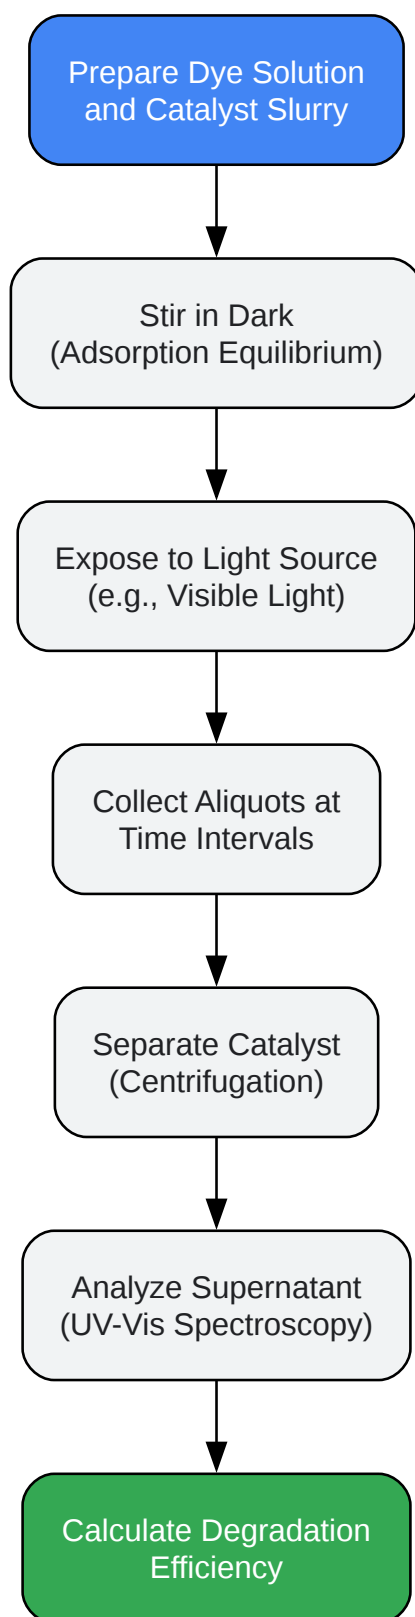 Prepare Dye Solution
and Catalyst Slurry
Stir in Dark
(Adsorption Equilibrium)
Expose to Light Source
(e.g., Visible Light)
Collect Aliquots at
Time Intervals
Separate Catalyst
(Centrifugation)
Analyze Supernatant
(UV-Vis Spectroscopy)
Calculate Degradation
Efficiency